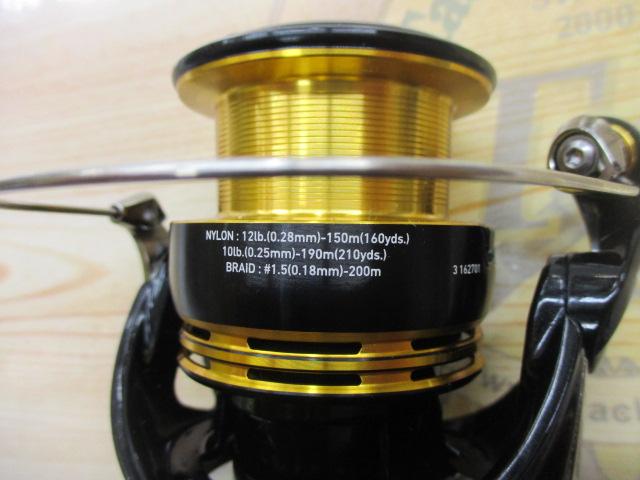 NYLON : 12lb.(0.28mm)-150m(160yds.)
10lb.(0.25mm)-190m(210yds.)
BRAID : #1.5(0.18mm)-200m
3 162701
2000